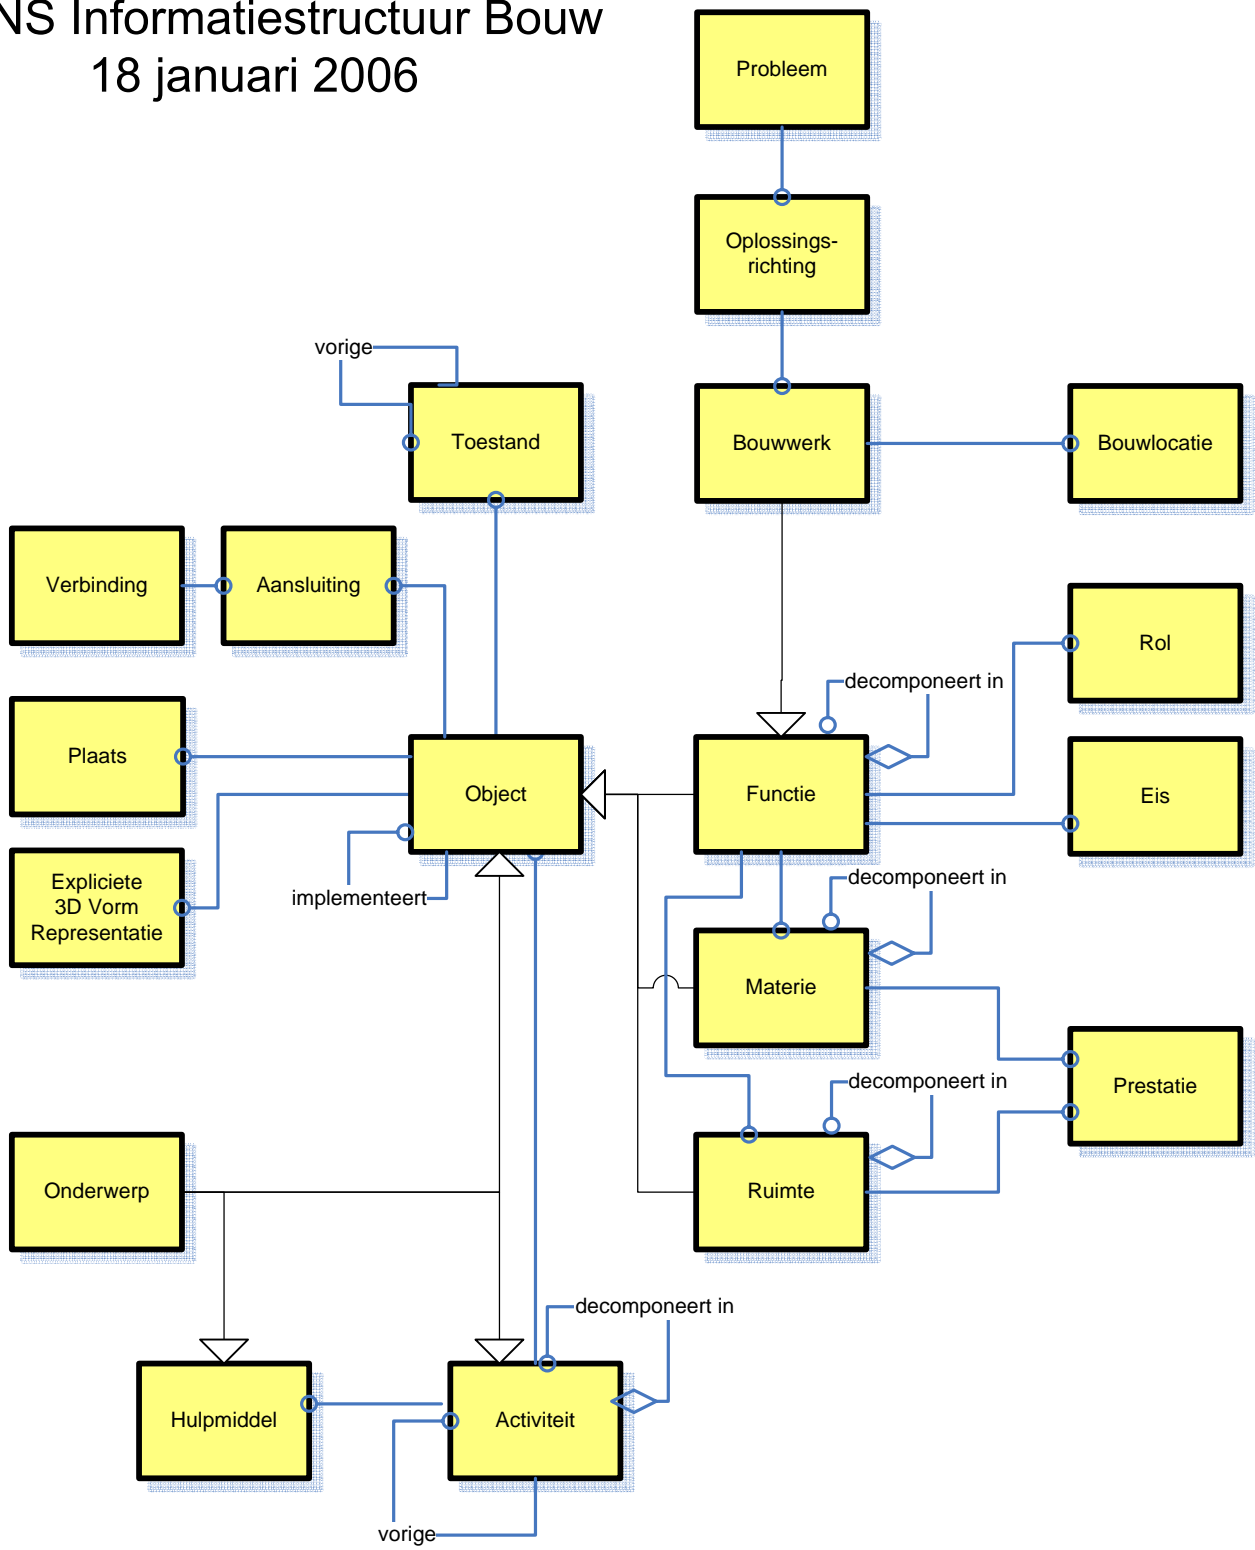 NS Informatiestructuur Bouw
18 januari 2006
Probleem
Oplossings-
richting
vorige
Toestand
Bouwwerk
Bouwlocatie
Verbinding
Aansluiting
Rol
decomponeert in
Plaats
Object
Functie
Eis
Expliciete
3D Vorm
Representatie
implementeert
decomponeert in
Materie
decomponeert in
Prestatie
Onderwerp
Ruimte
decomponeert in
Hulpmiddel
Activiteit
vorige